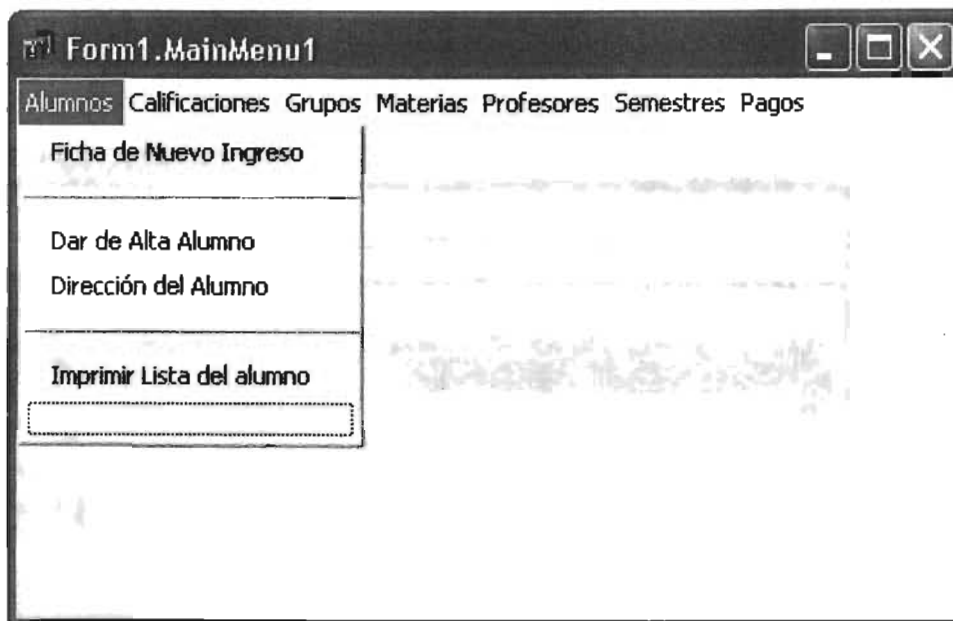 Form1.MainMenu1
Alumnos Calificaciones Grupos Materias Profesores Semestres Pagos
Ficha de Nuevo Ingreso
Dar de Alta Alumno
Dirección del Alumno
Imprimir Lista del alumno